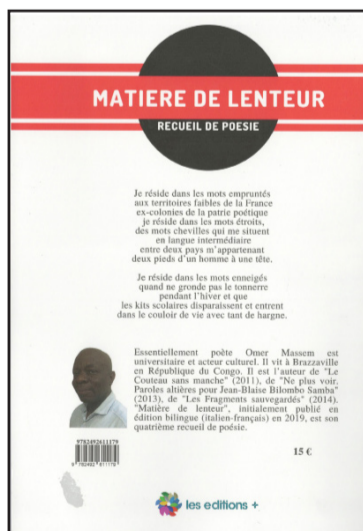 MATIERE DE LENTEUR
RECUEIL DE POESIE
Je réside dans les mots empruntés
aux territoires faibles de la France
ex-colonies de la patrie poétique
je réside dans les mots étroits,
des mots chevilles qui me situent
en langue intermédiaire
entre deux pays m'appartenant
deux pieds d'un homme à une tête.
Je réside dans les mots enneigés
quand ne gronde pas le tonnerre
pendant l'hiver et que
les kits scolaires disparaissent et entrent
dans le couloir de vie avec tant de hargne.
Essentiellement poète Omer Massem est
universitaire et acteur culturel. Il vit à Brazzaville
en République du Congo. Il est l'auteur de "Le
Couteau sans manche" (2011), de "Ne plus voir.
Paroles altières pour Jean-Blaise Bilombo Samba"
(2013), de "Les Fragments sauvegardés" (2014).
"Matière de lenteur", initialement publié en
édition bilingue (italien-français) en 2019, est son
quatrième recueil de poésie.
9782492611179
9 782492 611179
15 €
les editions +